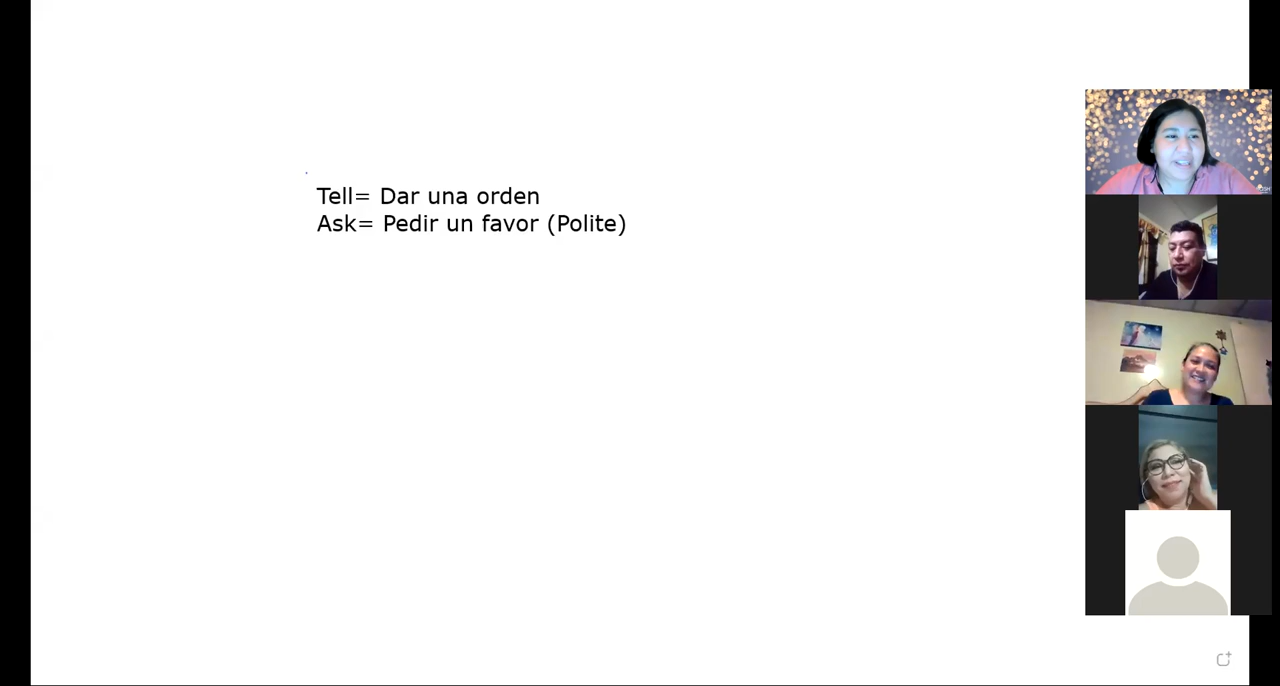 Tell= Dar una orden
Ask= Pedir un favor (Polite)